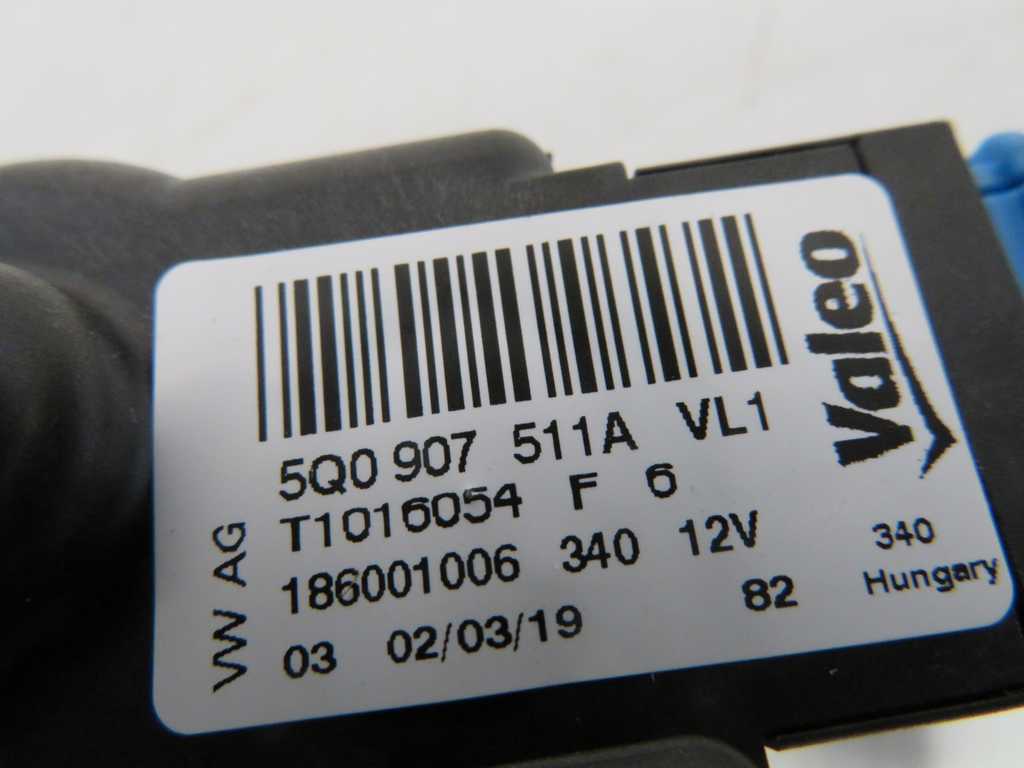 5Q0 907 511A VL1
T1016054 F 6
186001006 340 12V
03 02/03/19 82
VW AG
Valeo
340
Hungary